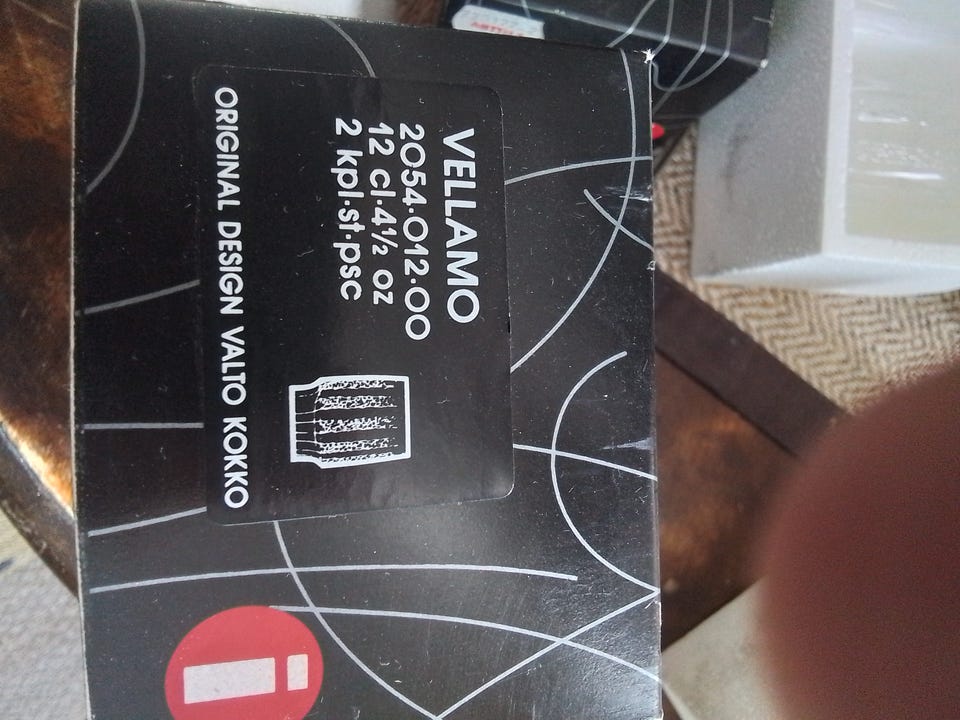 VELLAMO
2054·012·00
12 cl·4½ oz
2 kpl·st·psc
ORIGINAL DESIGN VALTO KOKKO
i